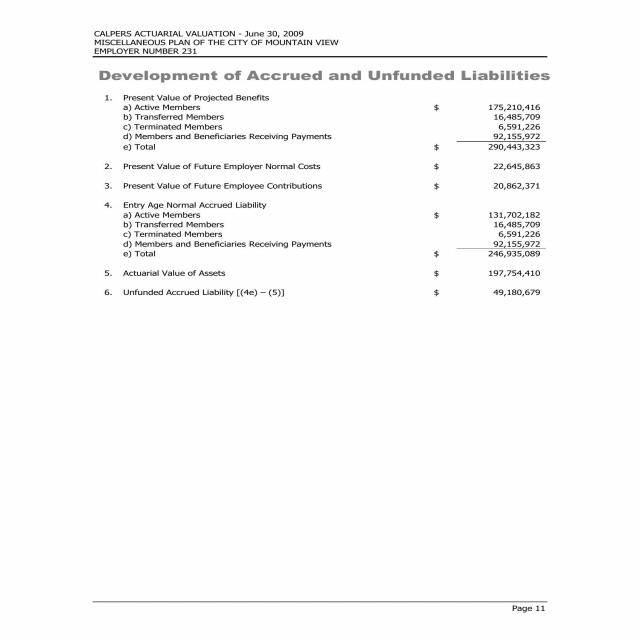 CALPERS ACTUARIAL VALUATION - June 30, 2009
MISCELLANEOUS PLAN OF THE CITY OF MOUNTAIN VIEW
EMPLOYER NUMBER 231
Development of Accrued and Unfunded Liabilities
1. Present Value of Projected Benefits
a) Active Members $ 175,210,416
b) Transferred Members 16,485,709
c) Terminated Members 6,591,226
d) Members and Beneficiaries Receiving Payments 92,155,972
e) Total $ 290,443,323
2. Present Value of Future Employer Normal Costs $ 22,645,863
3. Present Value of Future Employee Contributions $ 20,862,371
4. Entry Age Normal Accrued Liability
a) Active Members $ 131,702,182
b) Transferred Members 16,485,709
c) Terminated Members 6,591,226
d) Members and Beneficiaries Receiving Payments 92,155,972
e) Total $ 246,935,089
5. Actuarial Value of Assets $ 197,754,410
6. Unfunded Accrued Liability [(4e) – (5)] $ 49,180,679
Page 11